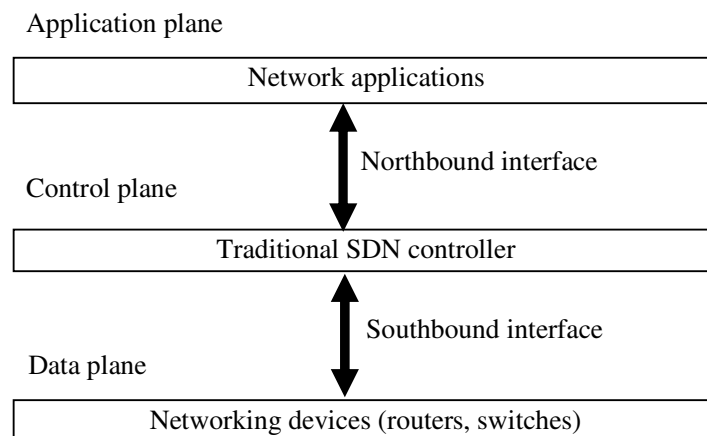 Application plane
Network applications
Northbound interface
Control plane
Traditional SDN controller
Southbound interface
Data plane
Networking devices (routers, switches)